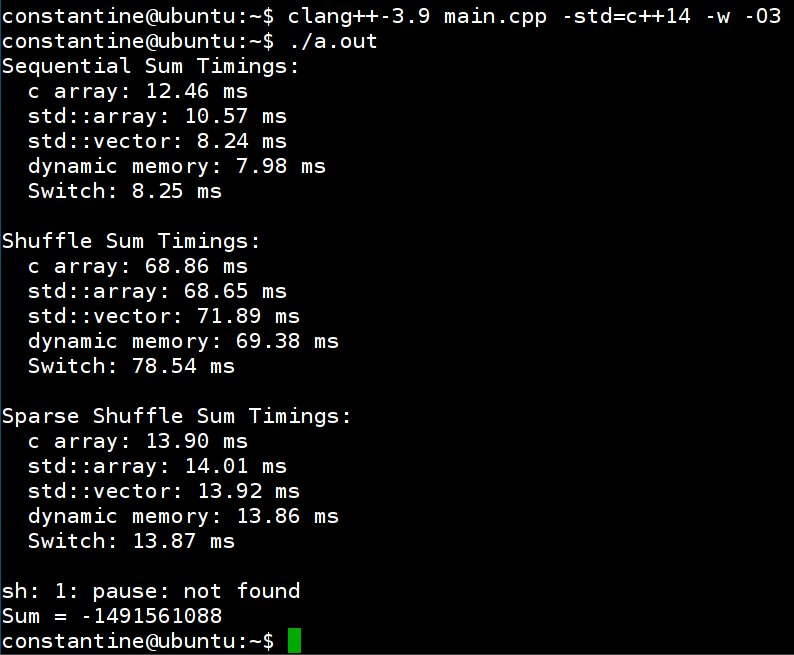 constantine@ubuntu:~$ clang++-3.9 main.cpp -std=c++14 -w -O3
constantine@ubuntu:~$ ./a.out
Sequential Sum Timings:
  c array: 12.46 ms
  std::array: 10.57 ms
  std::vector: 8.24 ms
  dynamic memory: 7.98 ms
  Switch: 8.25 ms

Shuffle Sum Timings:
  c array: 68.86 ms
  std::array: 68.65 ms
  std::vector: 71.89 ms
  dynamic memory: 69.38 ms
  Switch: 78.54 ms

Sparse Shuffle Sum Timings:
  c array: 13.90 ms
  std::array: 14.01 ms
  std::vector: 13.92 ms
  dynamic memory: 13.86 ms
  Switch: 13.87 ms

sh: 1: pause: not found
Sum = -1491561088
constantine@ubuntu:~$